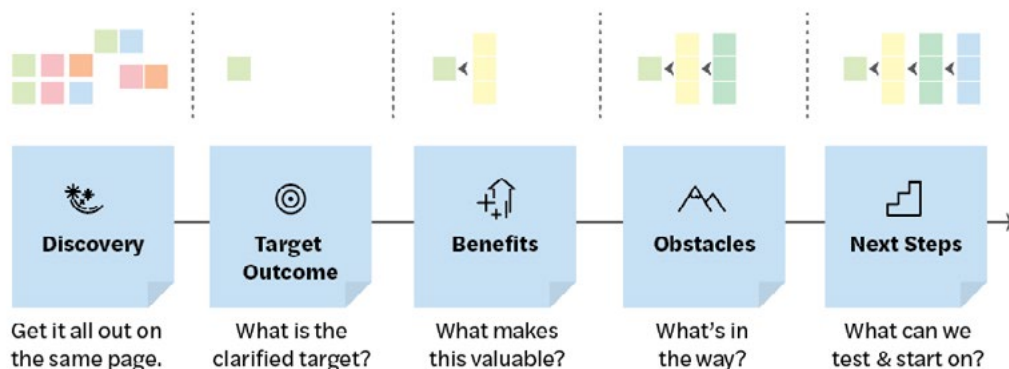 Discovery
Target
Outcome
Benefits
Obstacles
Next Steps
Get it all out on
the same page.
What is the
clarified target?
What makes
this valuable?
What's in
the way?
What can we
test & start on?